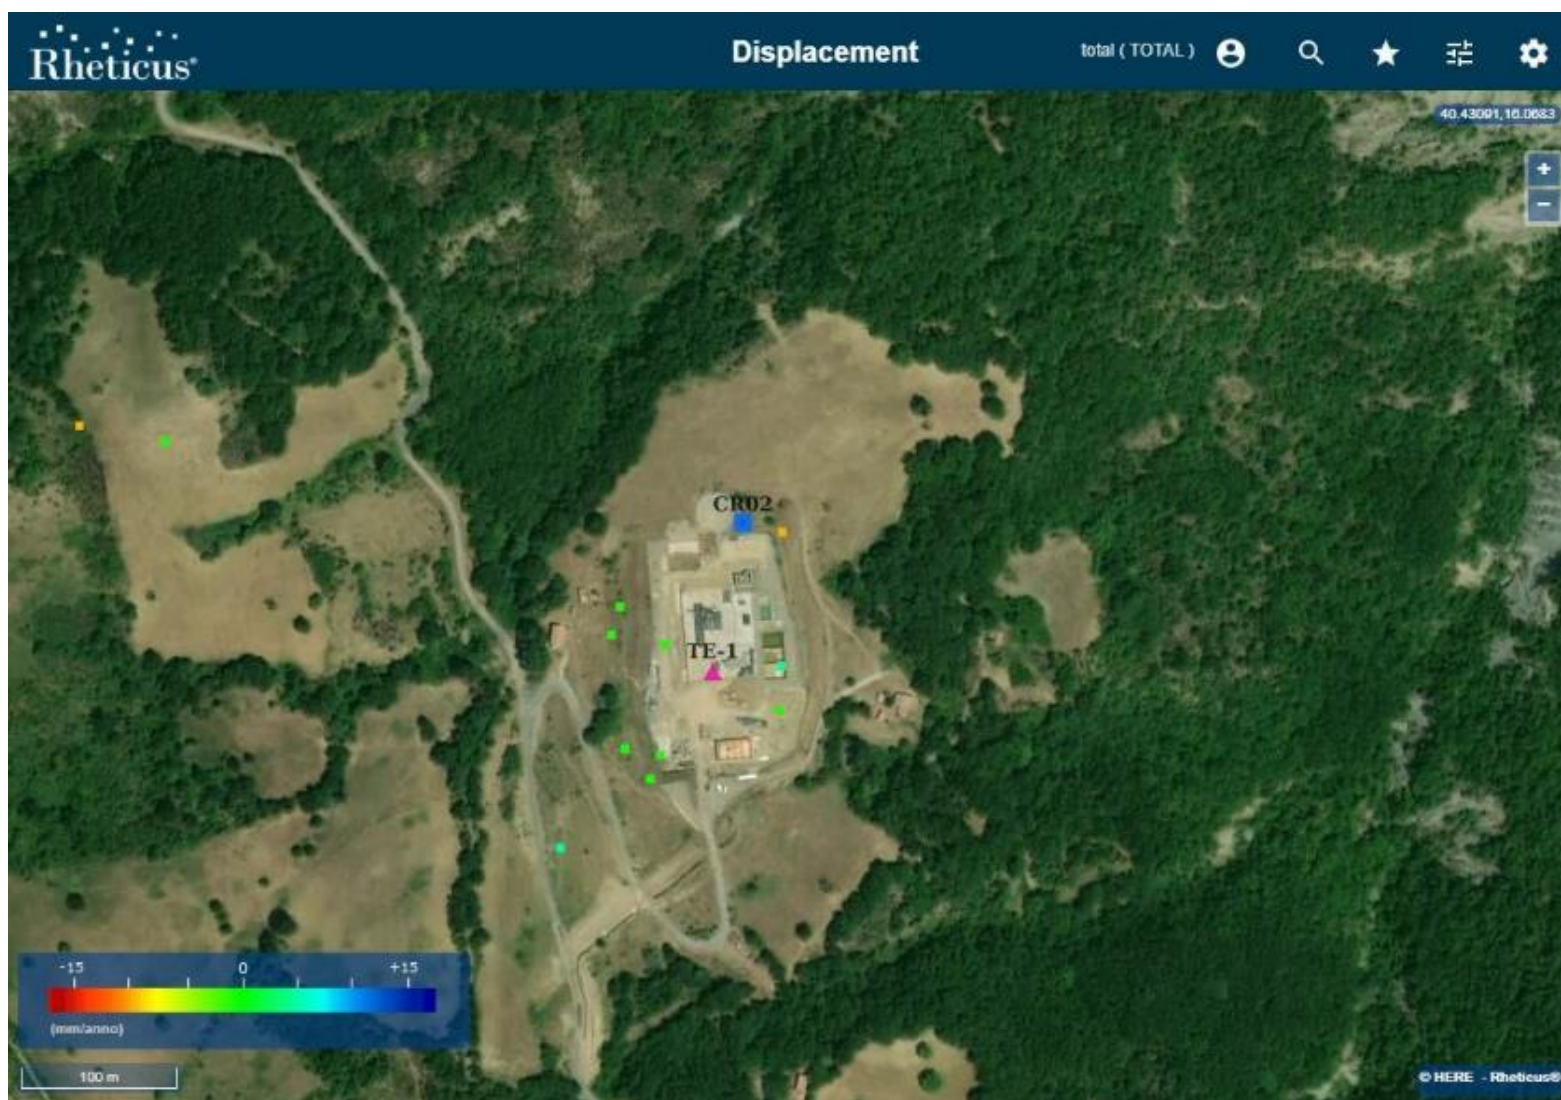 Rheticus®
Displacement
total ( TOTAL )
40.43091,16.0683
+
−
CR02
TE-1
-15 0 +15
(mm/anno)
100 m
© HERE - Rheticus®